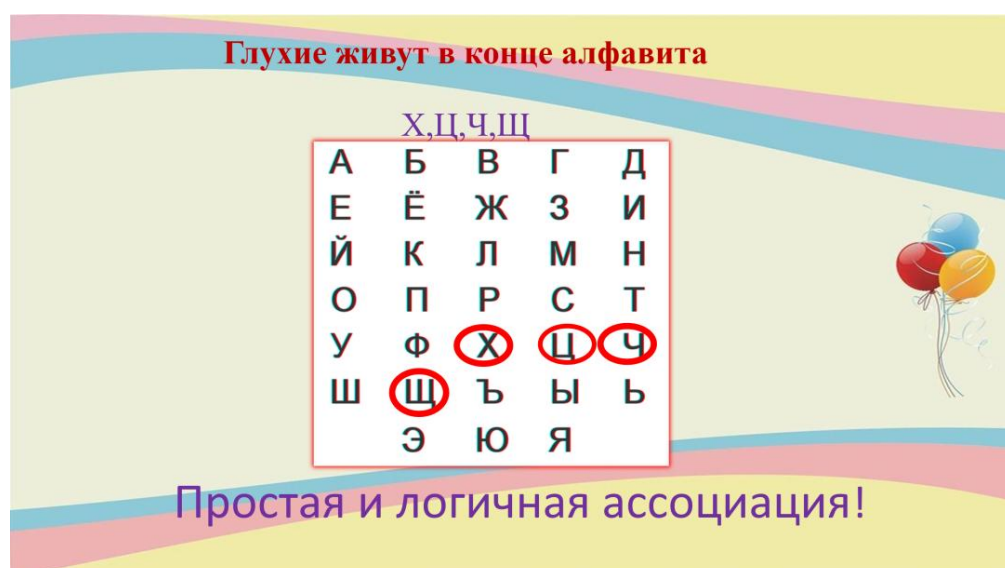 Глухие живут в конце алфавита
Х,Ц,Ч,Щ
А Б В Г Д
Е Ё Ж З И
Й К Л М Н
О П Р С Т
У Ф Х Ц Ч
Ш Щ Ъ Ы Ь
Э Ю Я
Простая и логичная ассоциация!